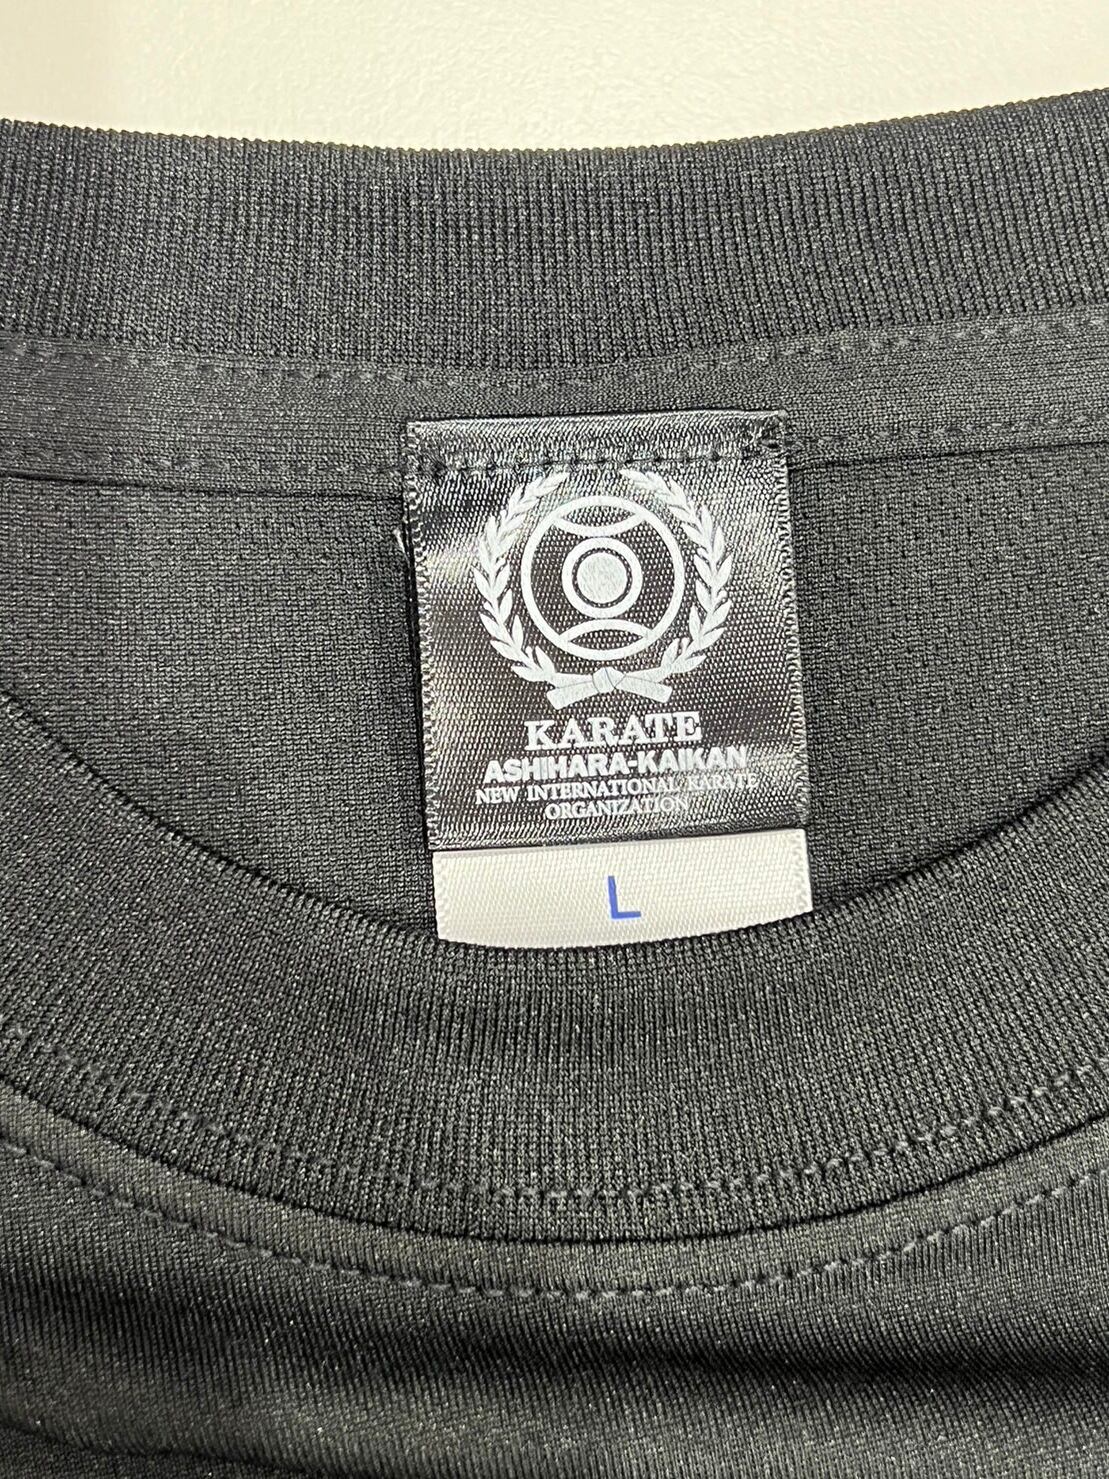 KARATE
ASHIHARA-KAIKAN
NEW INTERNATIONAL KARATE
ORGANIZATION
L